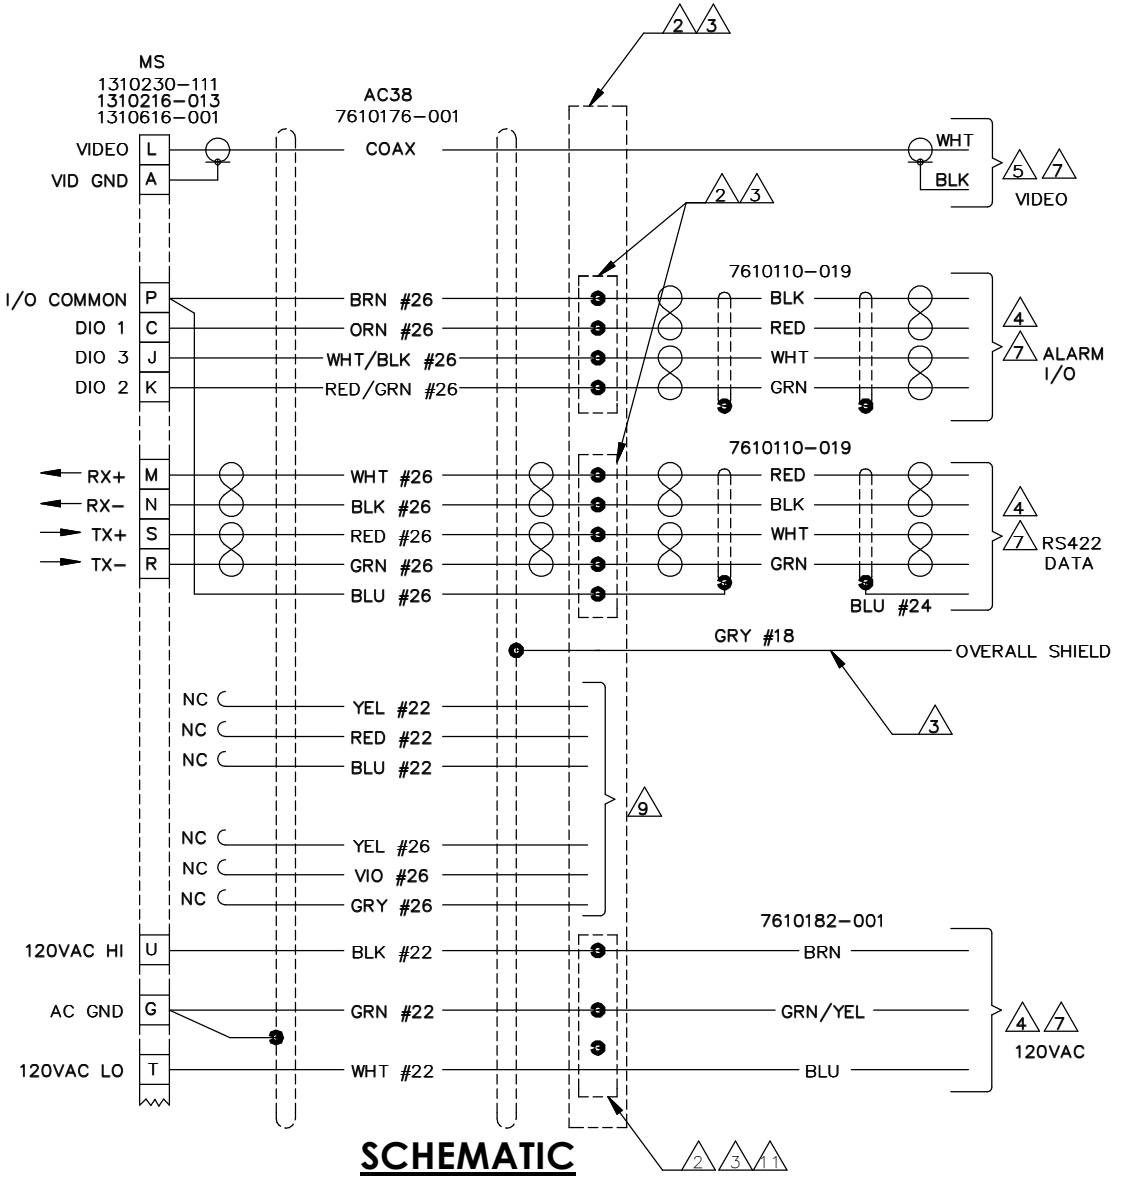 2 3
MS
1310230-111
1310216-013
1310616-001
AC38
7610176-001
VIDEO L COAX WHT
VID GND A BLK
5 7
VIDEO
2 3
7610110-019
I/O COMMON P BRN #26 BLK
DIO 1 C ORN #26 RED
DIO 3 J WHT/BLK #26 WHT
DIO 2 K RED/GRN #26 GRN
4
7 ALARM
I/O
7610110-019
RX+ M WHT #26 RED
RX- N BLK #26 BLK
TX+ S RED #26 WHT
TX- R GRN #26 GRN
BLU #26 BLU #24
4
7 RS422
DATA
GRY #18
OVERALL SHIELD
3
NC YEL #22
NC RED #22
NC BLU #22
9
NC YEL #26
NC VIO #26
NC GRY #26
7610182-001
120VAC HI U BLK #22 BRN
AC GND G GRN #22 GRN/YEL
4 7
120VAC
120VAC LO T WHT #22 BLU
SCHEMATIC
2 3 11